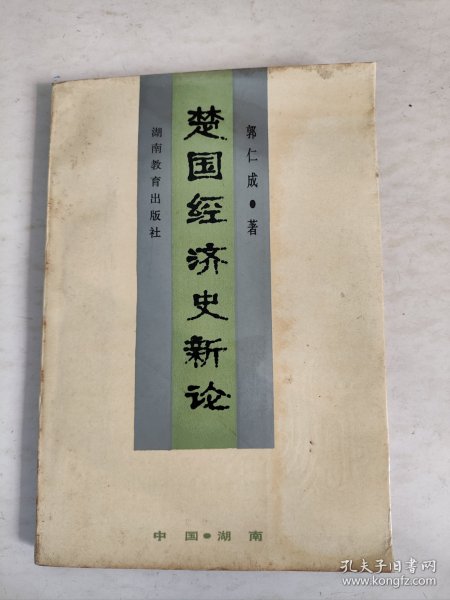 郭仁成•著
楚国经济史新论
湖南教育出版社
中国•湖南
孔夫子旧书网
www.kongfz.com